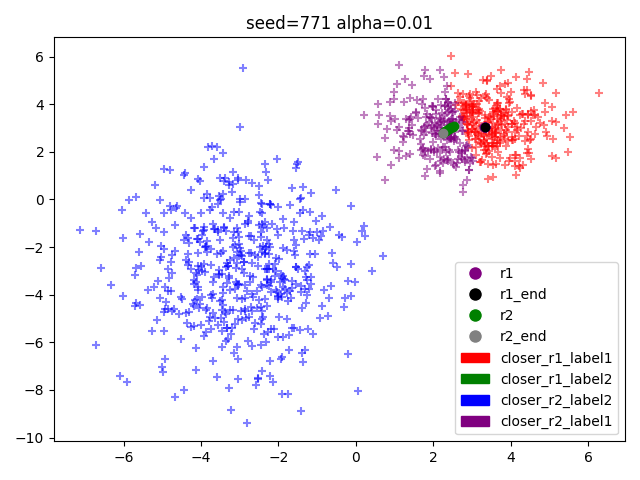 seed=771 alpha=0.01
6
4
2
0
−2
−4
−6
−8
−10
−6
−4
−2
0
2
4
6
r1
r1_end
r2
r2_end
closer_r1_label1
closer_r1_label2
closer_r2_label2
closer_r2_label1